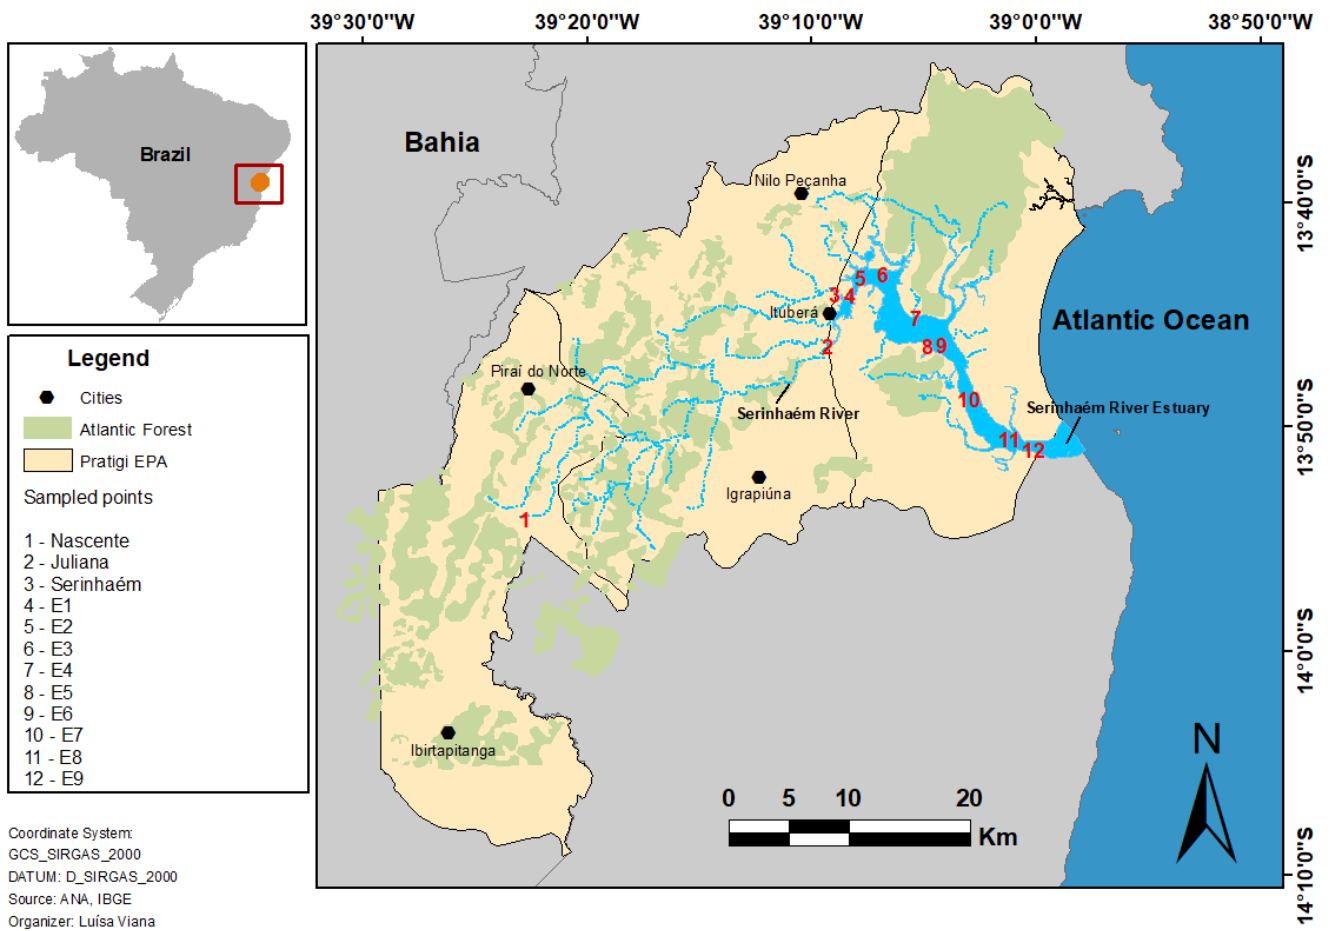 39°30'0"W
39°20'0"W
39°10'0"W
39°0'0"W
38°50'0"W
Brazil
Bahia
Nilo Peçanha
Ituberá
Piraí do Norte
Serinhaém River
Igrapiúna
Ibirtapitanga
Serinhaém River Estuary
Atlantic Ocean
1
2
3
4
5
6
7
8
9
10
11
12
13°40'0"S
13°50'0"S
14°0'0"S
14°10'0"S
Legend
Cities
Atlantic Forest
Pratigi EPA
Sampled points
1 - Nascente
2 - Juliana
3 - Serinhaém
4 - E1
5 - E2
6 - E3
7 - E4
8 - E5
9 - E6
10 - E7
11 - E8
12 - E9
0 5 10 20
Km
N
Coordinate System:
GCS_SIRGAS_2000
DATUM: D_SIRGAS_2000
Source: ANA, IBGE
Organizer: Luísa Viana